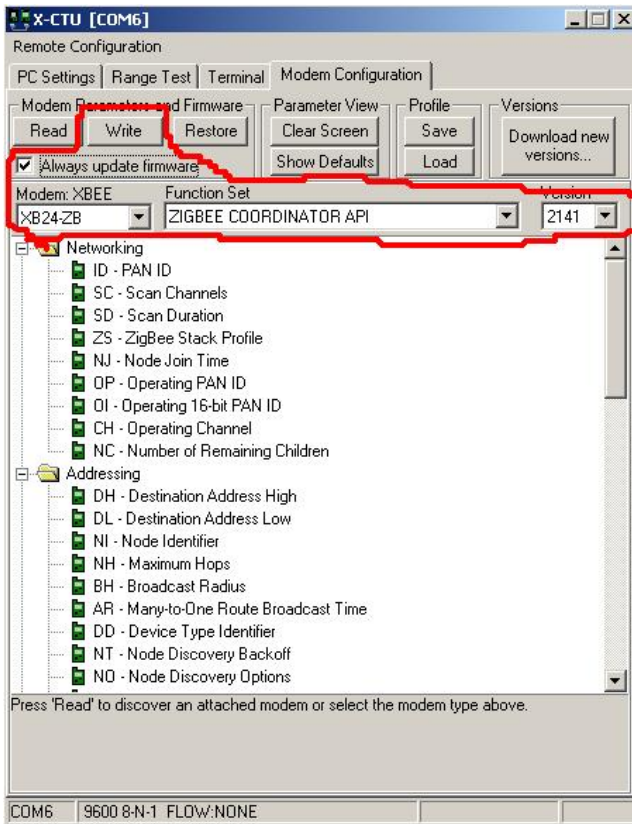 X-CTU [COM6]
Remote Configuration
PC Settings Range Test Terminal Modem Configuration
Modem Parameters and Firmware Parameter View Profile Versions
Read Write Restore Clear Screen Save Download new versions...
Always update firmware Show Defaults Load
Modem: XBEE Function Set Version
XB24-ZB ZIGBEE COORDINATOR API 2141
Networking
ID - PAN ID
SC - Scan Channels
SD - Scan Duration
ZS - ZigBee Stack Profile
NJ - Node Join Time
OP - Operating PAN ID
OI - Operating 16-bit PAN ID
CH - Operating Channel
NC - Number of Remaining Children
Addressing
DH - Destination Address High
DL - Destination Address Low
NI - Node Identifier
NH - Maximum Hops
BH - Broadcast Radius
AR - Many-to-One Route Broadcast Time
DD - Device Type Identifier
NT - Node Discovery Backoff
NO - Node Discovery Options
Press 'Read' to discover an attached modem or select the modem type above.
COM6 9600 8-N-1 FLOW:NONE